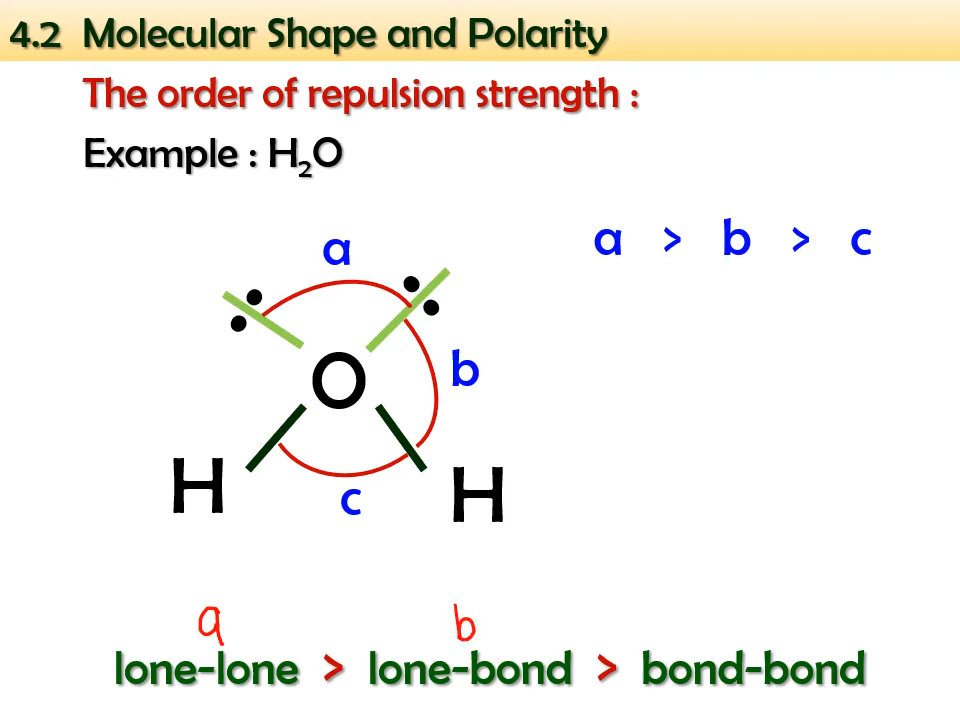 4.2 Molecular Shape and Polarity
The order of repulsion strength :
Example : H₂O
a > b > c
a
O
b
H
H
c
a b
lone-lone > lone-bond > bond-bond